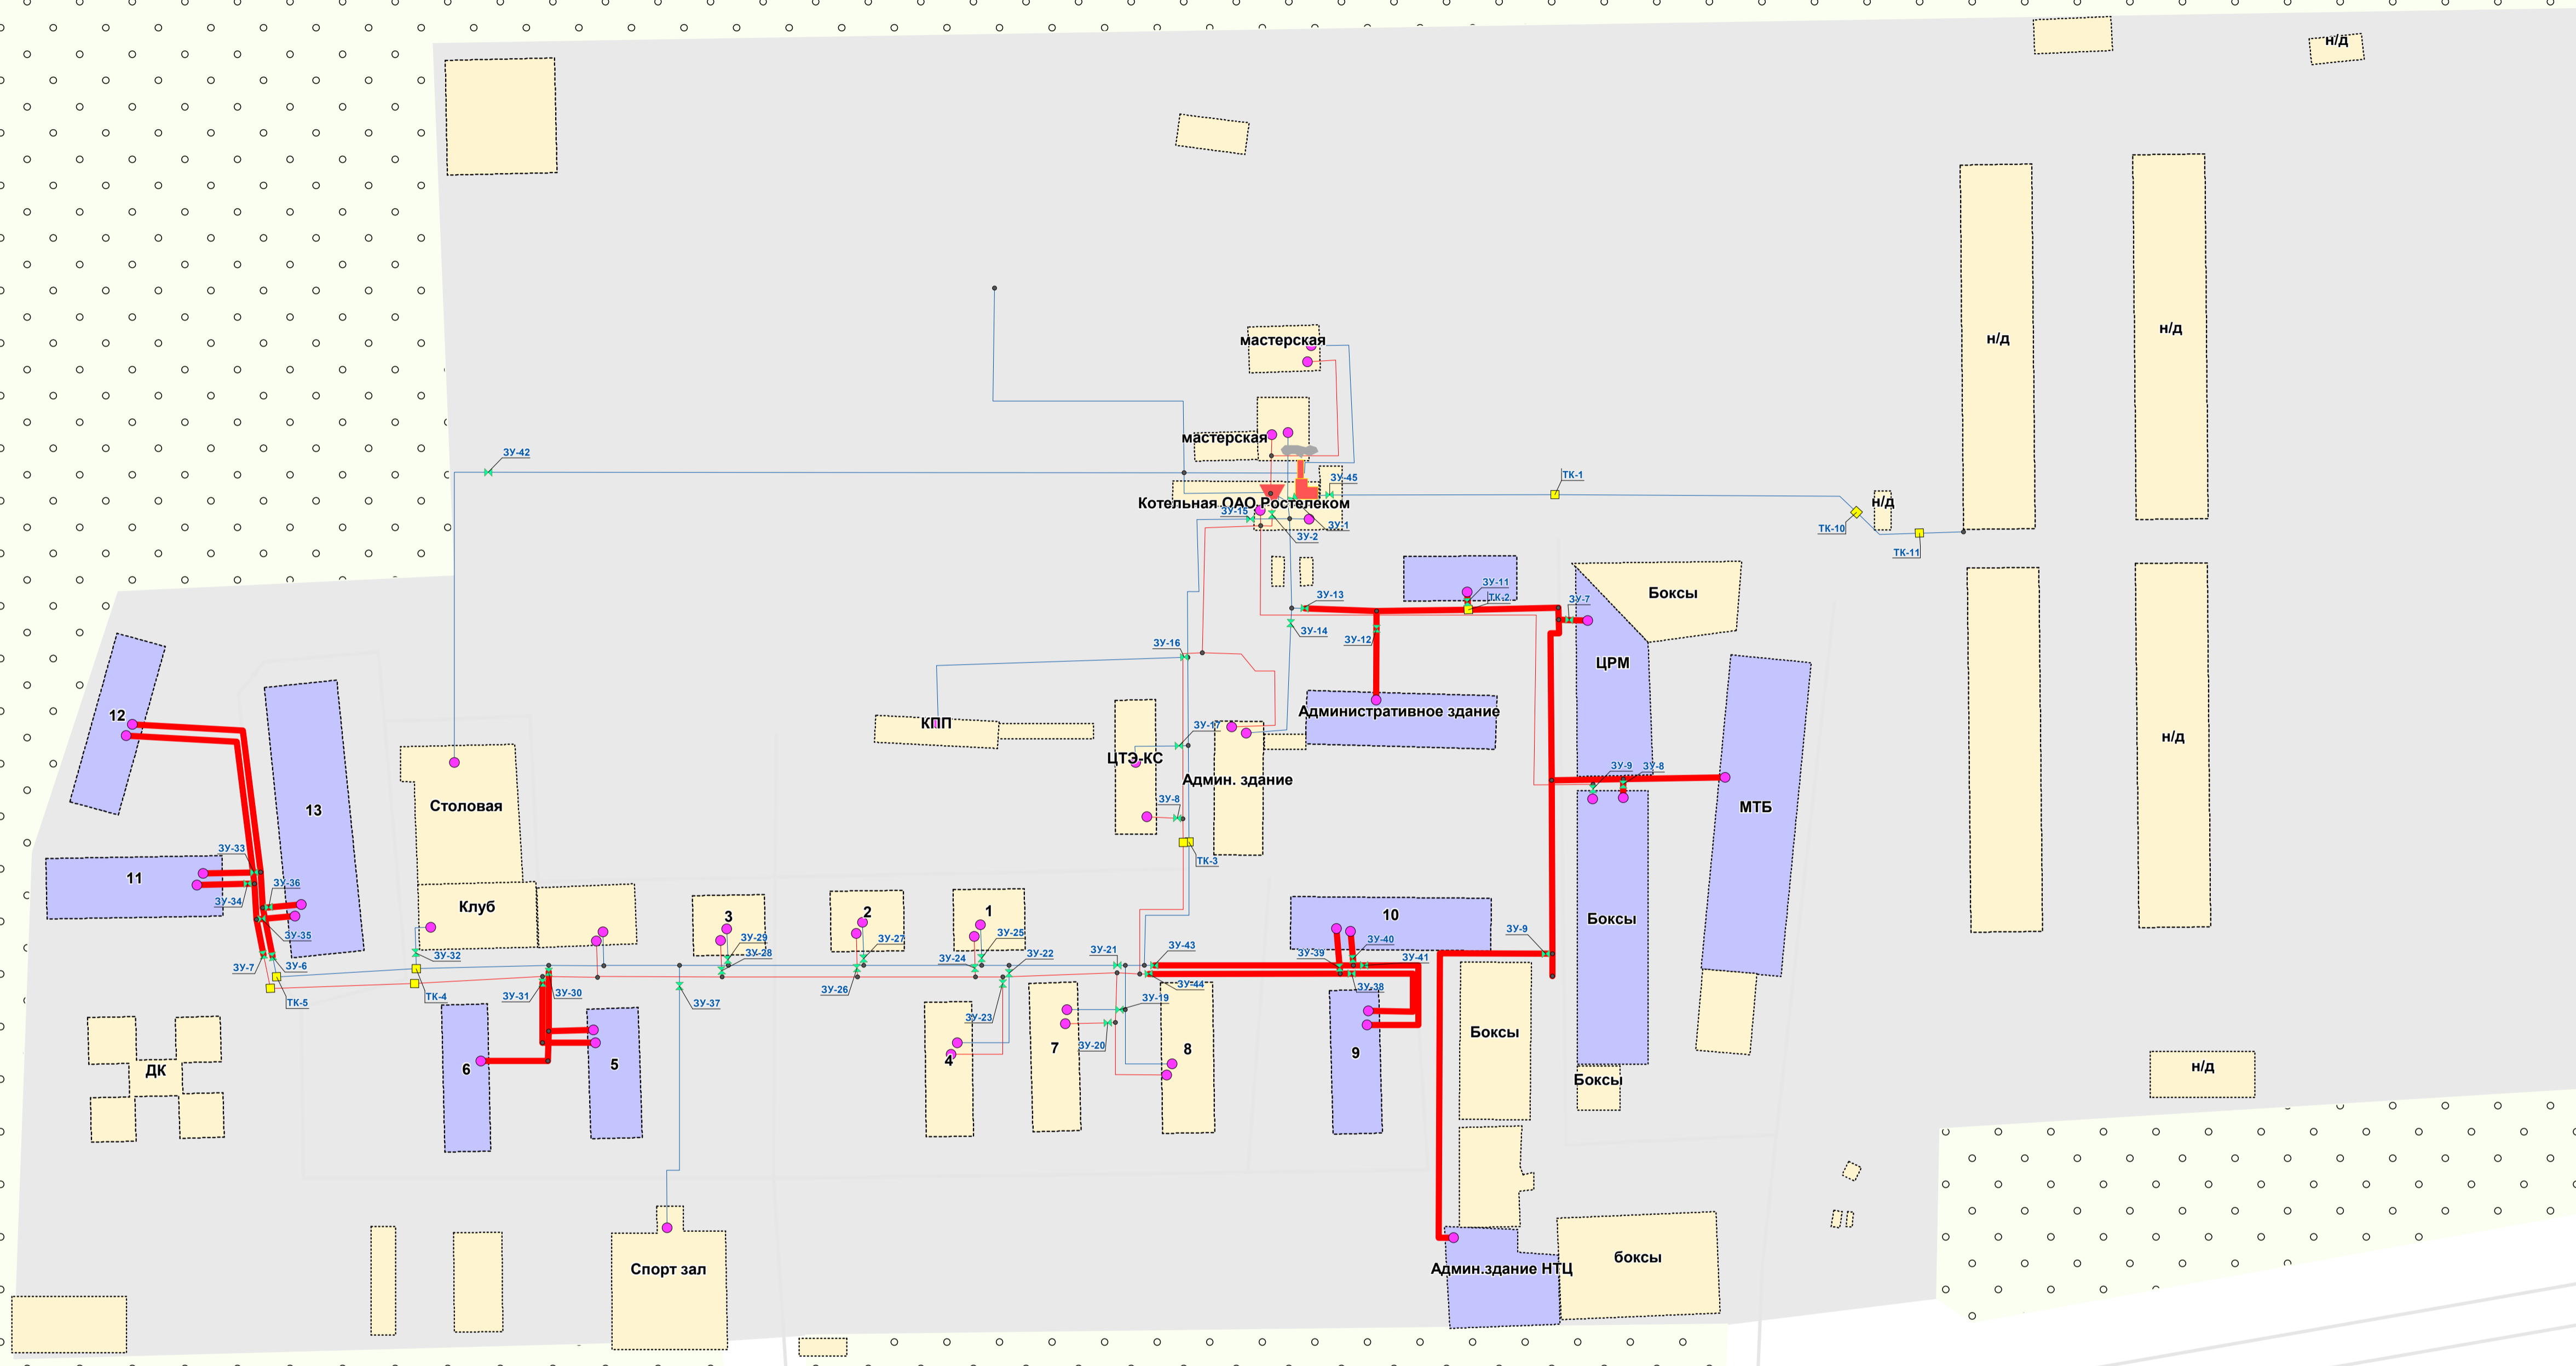 н/д
н/д
н/д
мастерская
мастерская
ЗУ-42
ТК-1
ЗУ-45
Котельная ОАО Ростелеком
н/д
ЗУ-15
ЗУ-1
ЗУ-2
ТК-10
ТК-11
ЗУ-11
ТК-2
ЗУ-13
ЗУ-7
Боксы
ЗУ-14
ЗУ-12
ЗУ-16
ЦРМ
12
Административное здание
КПП
ЗУ-17
н/д
ЦТЭ-КС
ЗУ-9
ЗУ-8
Админ. здание
13
Столовая
ЗУ-8
МТБ
ЗУ-33
ТК-3
11
ЗУ-36
ЗУ-34
Клуб
3
2
1
10
Боксы
ЗУ-35
ЗУ-29
ЗУ-27
ЗУ-25
ЗУ-9
ЗУ-40
ЗУ-21
ЗУ-43
ЗУ-32
ЗУ-28
ЗУ-24
ЗУ-22
ЗУ-39
ЗУ-41
ЗУ-7
ЗУ-6
ТК-5
ТК-4
ЗУ-31
ЗУ-30
ЗУ-37
ЗУ-26
ЗУ-44
ЗУ-38
ЗУ-23
ЗУ-19
ЗУ-20
Боксы
ДК
6
5
4
7
8
9
Боксы
н/д
Спорт зал
Админ.здание НТЦ
боксы